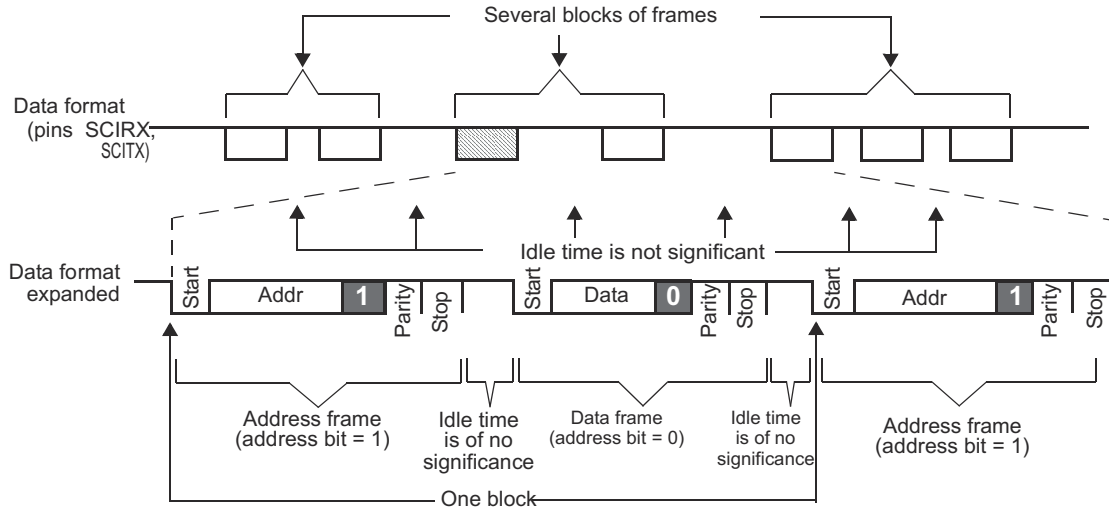 Several blocks of frames
Data format
(pins SCIRX,
SCITX)
Idle time is not significant
Data format
expanded
Start
Addr
1
Parity
Stop
Start
Data
0
Parity
Stop
Start
Addr
1
Parity
Stop
Address frame
(address bit = 1)
Idle time
is of no
significance
Data frame
(address bit = 0)
Idle time
is of no
significance
Address frame
(address bit = 1)
One block